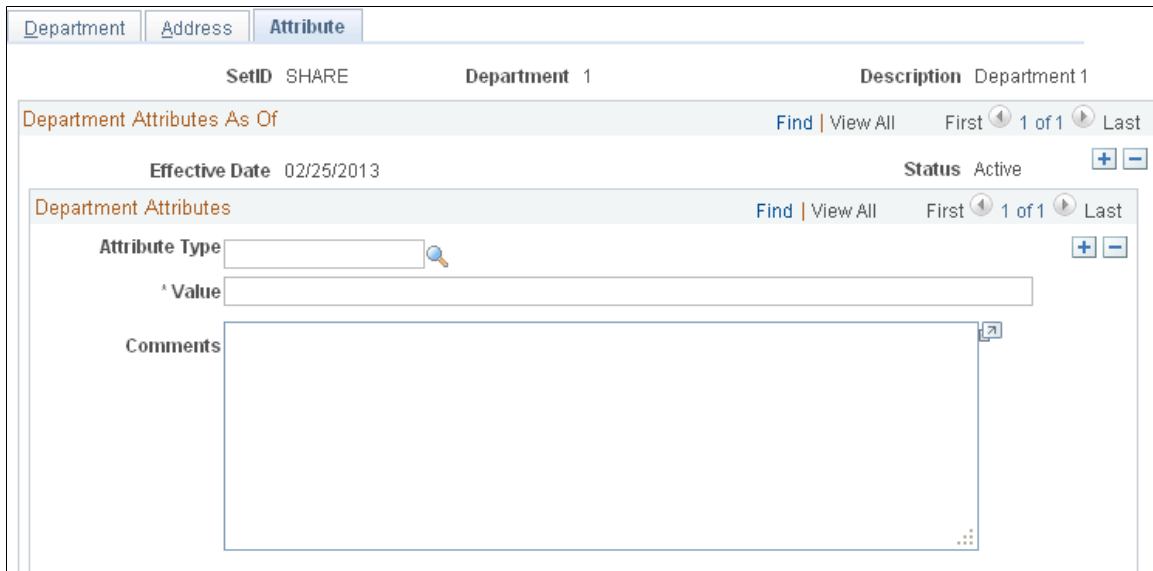 Department Address Attribute
SetID SHARE Department 1 Description Department 1
Department Attributes As Of Find | View All First 1 of 1 Last
Effective Date 02/25/2013 Status Active
Department Attributes Find | View All First 1 of 1 Last
Attribute Type
* Value
Comments